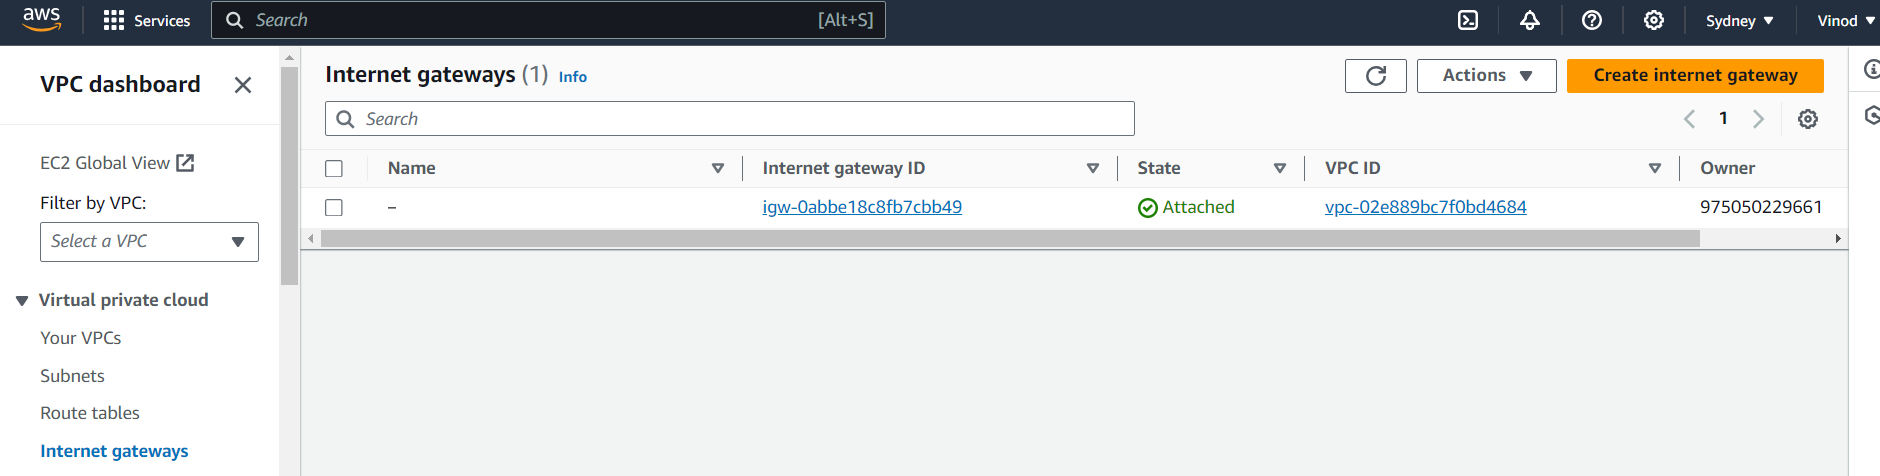 aws
Services
Search [Alt+S]
Sydney
Vinod
VPC dashboard
EC2 Global View
Filter by VPC:
Select a VPC
Virtual private cloud
Your VPCs
Subnets
Route tables
Internet gateways
Internet gateways (1) Info
Actions
Create internet gateway
Search
1
Name Internet gateway ID State VPC ID Owner
– igw-0abbe18c8fb7cbb49 Attached vpc-02e889bc7f0bd4684 975050229661